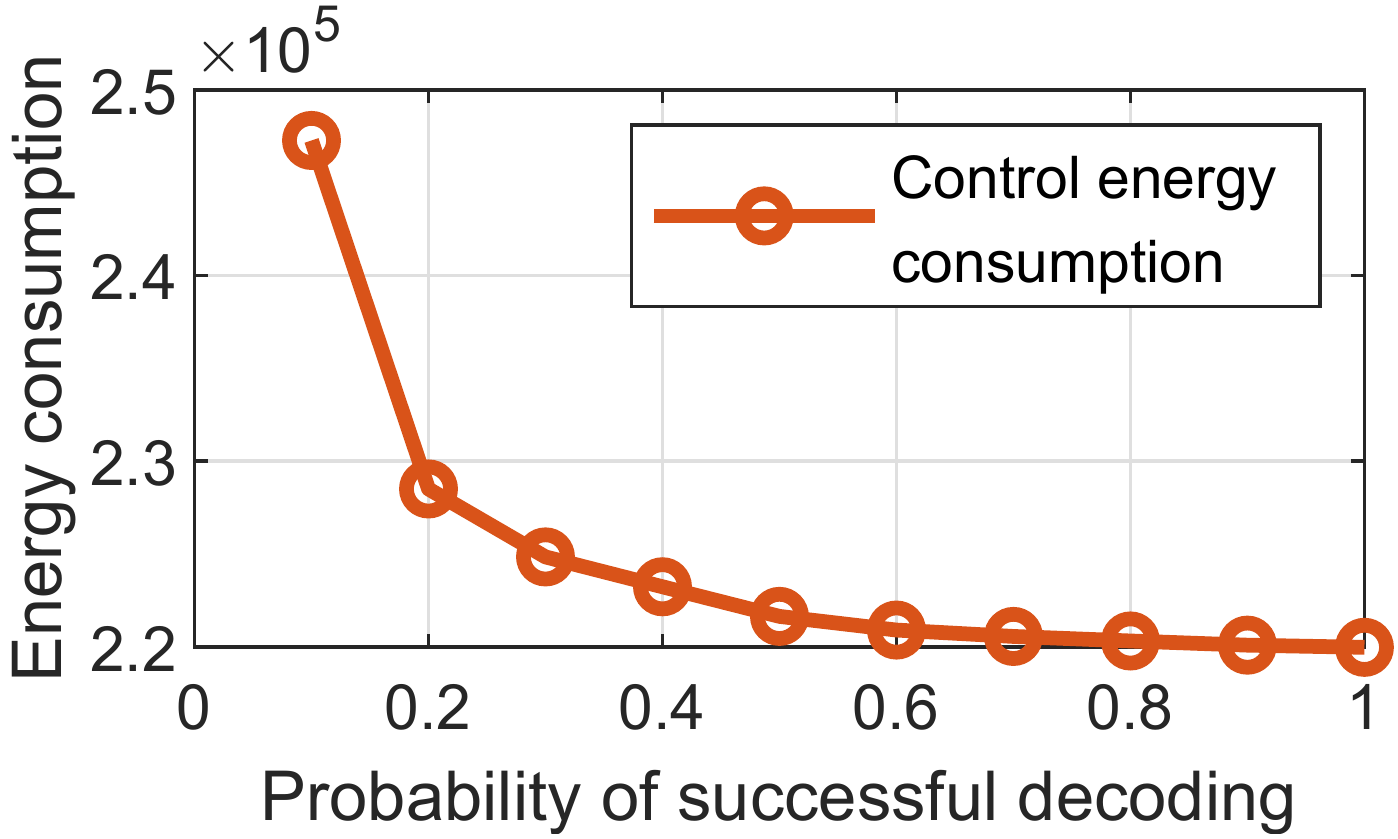 ×10^5
Energy consumption
2.5
2.4
2.3
2.2
Control energy
consumption
0 0.2 0.4 0.6 0.8 1
Probability of successful decoding